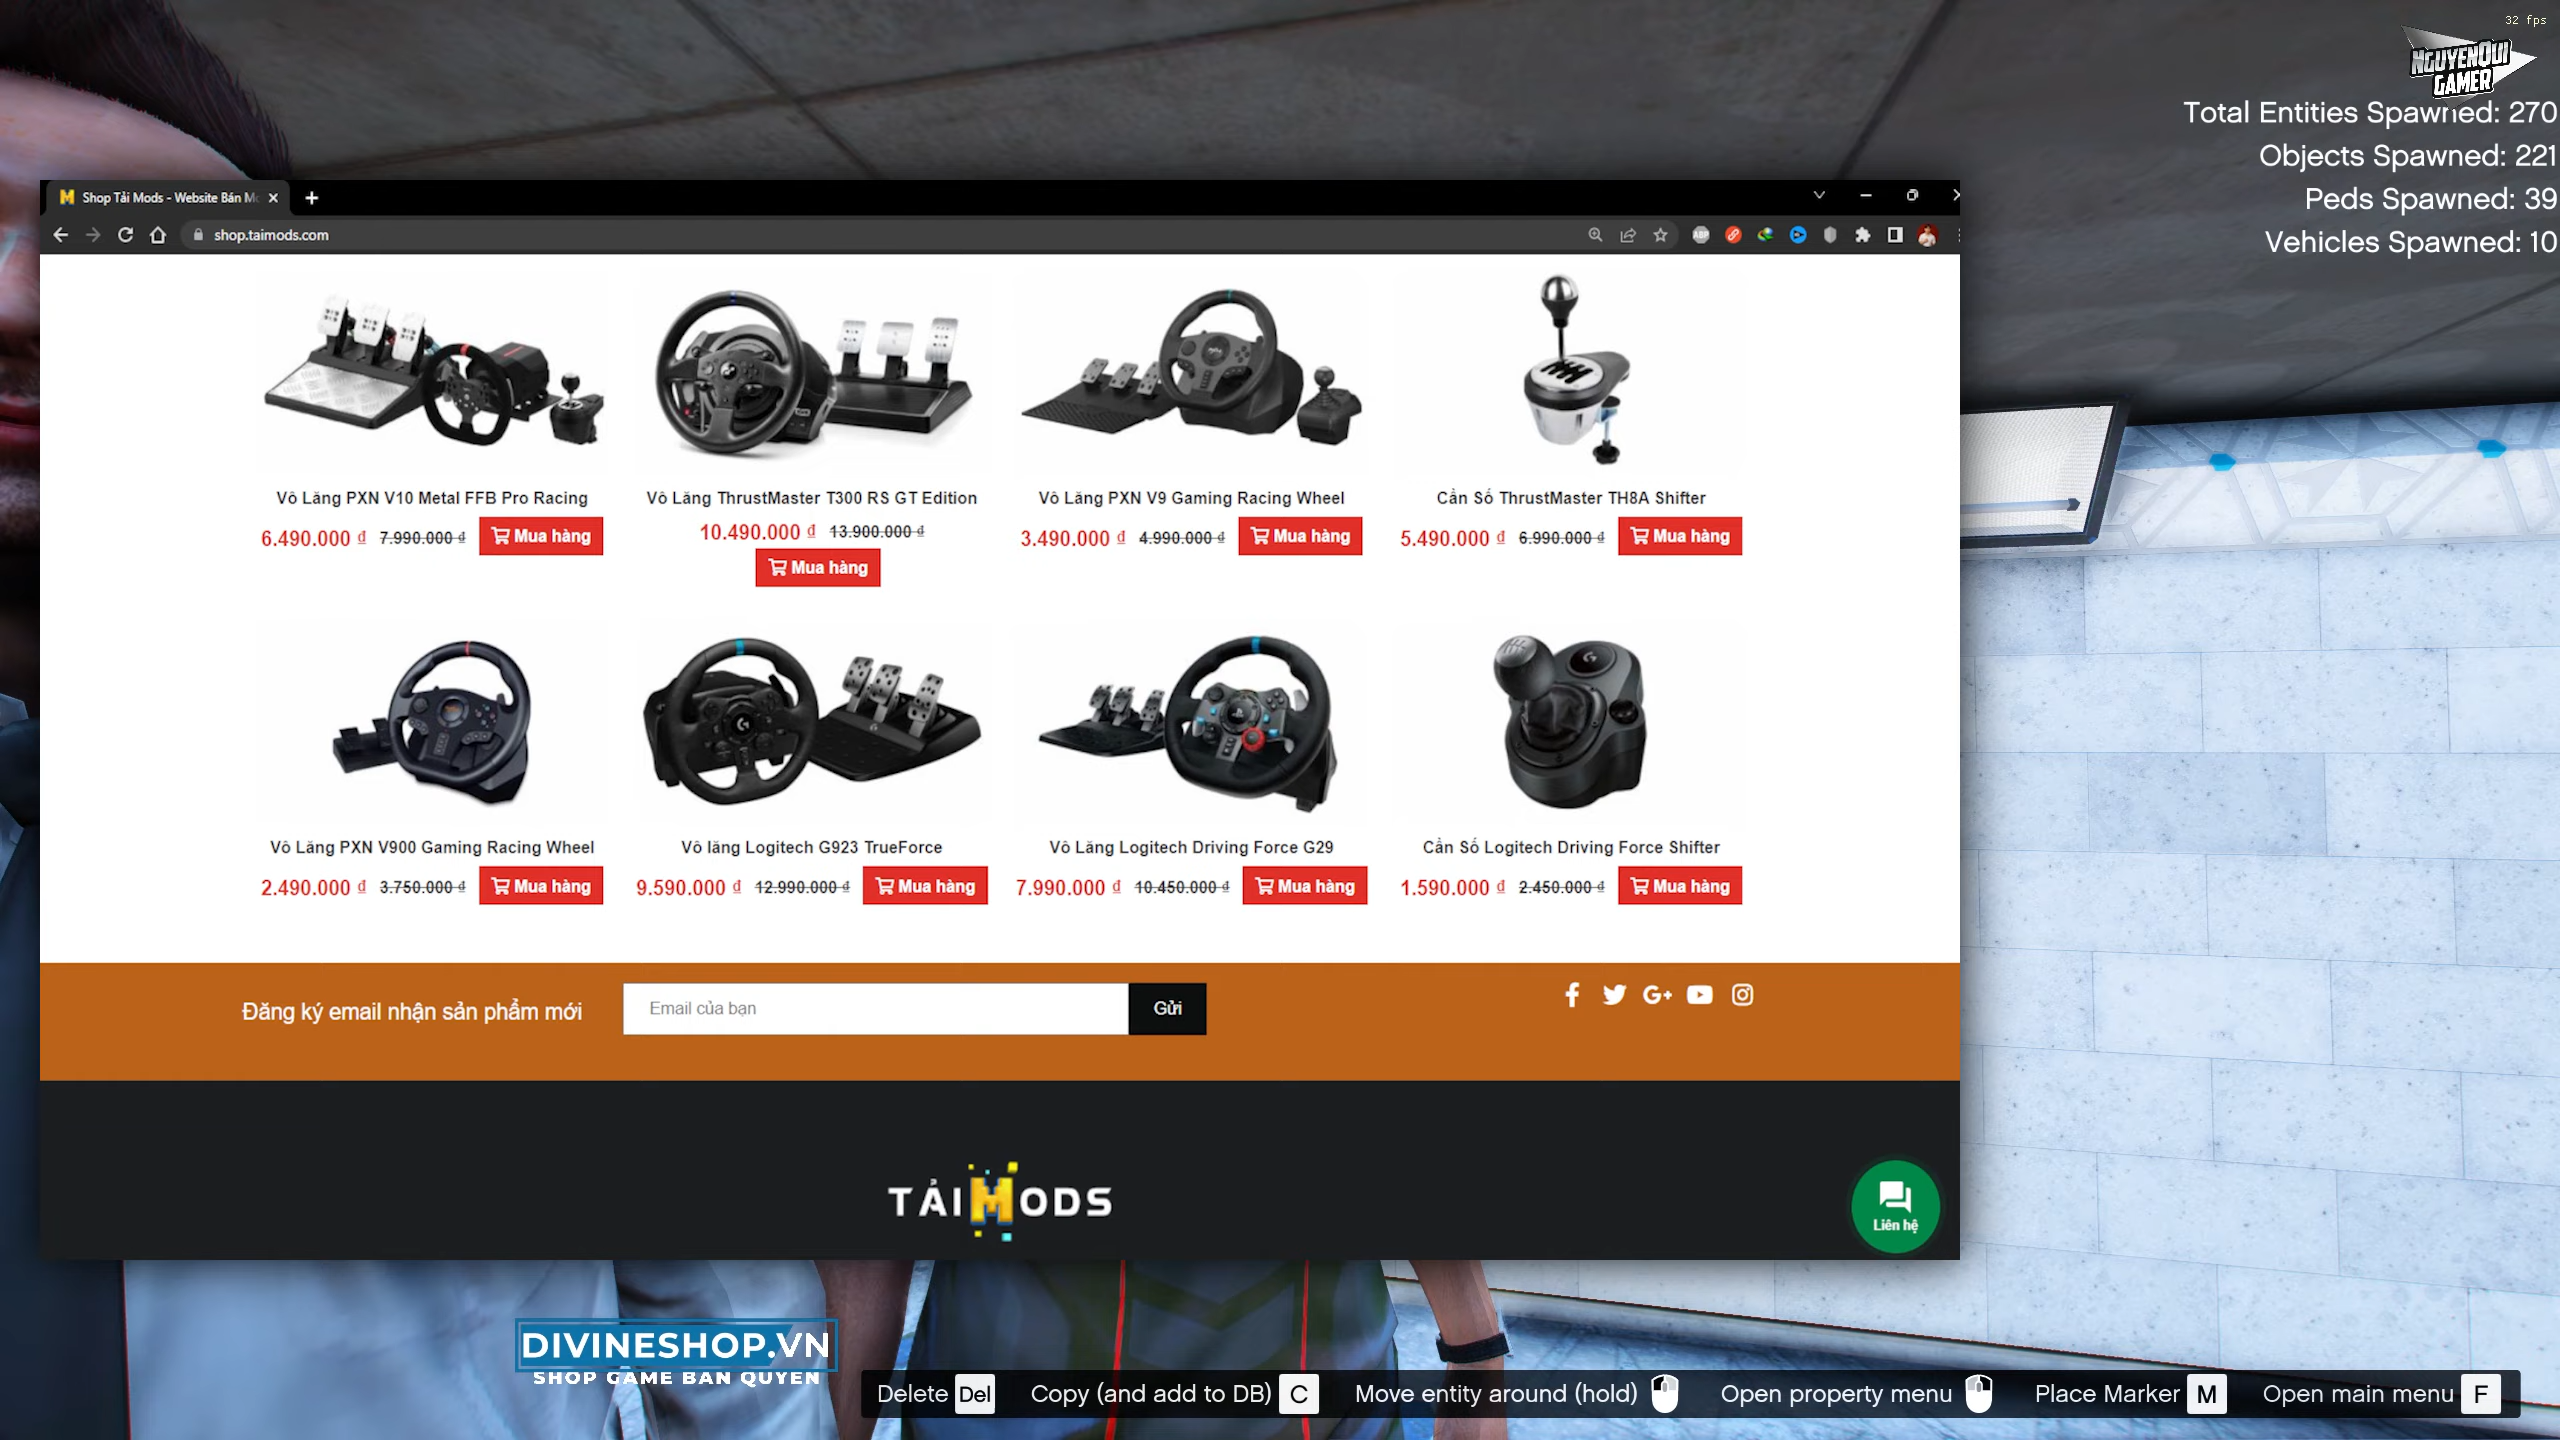 32 fps
NGUYENQUI
GAMER
Total Entities Spawned: 270
Objects Spawned: 221
Peds Spawned: 39
Vehicles Spawned: 10
Shop Tải Mods - Website Bán Mo
shop.taimods.com
ABP
Vô Lăng PXN V10 Metal FFB Pro Racing
6.490.000 đ 7.990.000 đ Mua hàng
Vô Lăng ThrustMaster T300 RS GT Edition
10.490.000 đ 13.900.000 đ
Mua hàng
Vô Lăng PXN V9 Gaming Racing Wheel
3.490.000 đ 4.990.000 đ Mua hàng
Cần Số ThrustMaster TH8A Shifter
5.490.000 đ 6.990.000 đ Mua hàng
Vô Lăng PXN V900 Gaming Racing Wheel
2.490.000 đ 3.750.000 đ Mua hàng
Vô lăng Logitech G923 TrueForce
9.590.000 đ 12.990.000 đ Mua hàng
Vô Lăng Logitech Driving Force G29
7.990.000 đ 10.450.000 đ Mua hàng
Cần Số Logitech Driving Force Shifter
1.590.000 đ 2.450.000 đ Mua hàng
Đăng ký email nhận sản phẩm mới
Email của bạn
Gửi
TẢIMODS
Liên hệ
DIVINESHOP.VN
SHOP GAME BAN QUYEN
Delete Del Copy (and add to DB) C Move entity around (hold) Open property menu Place Marker M Open main menu F